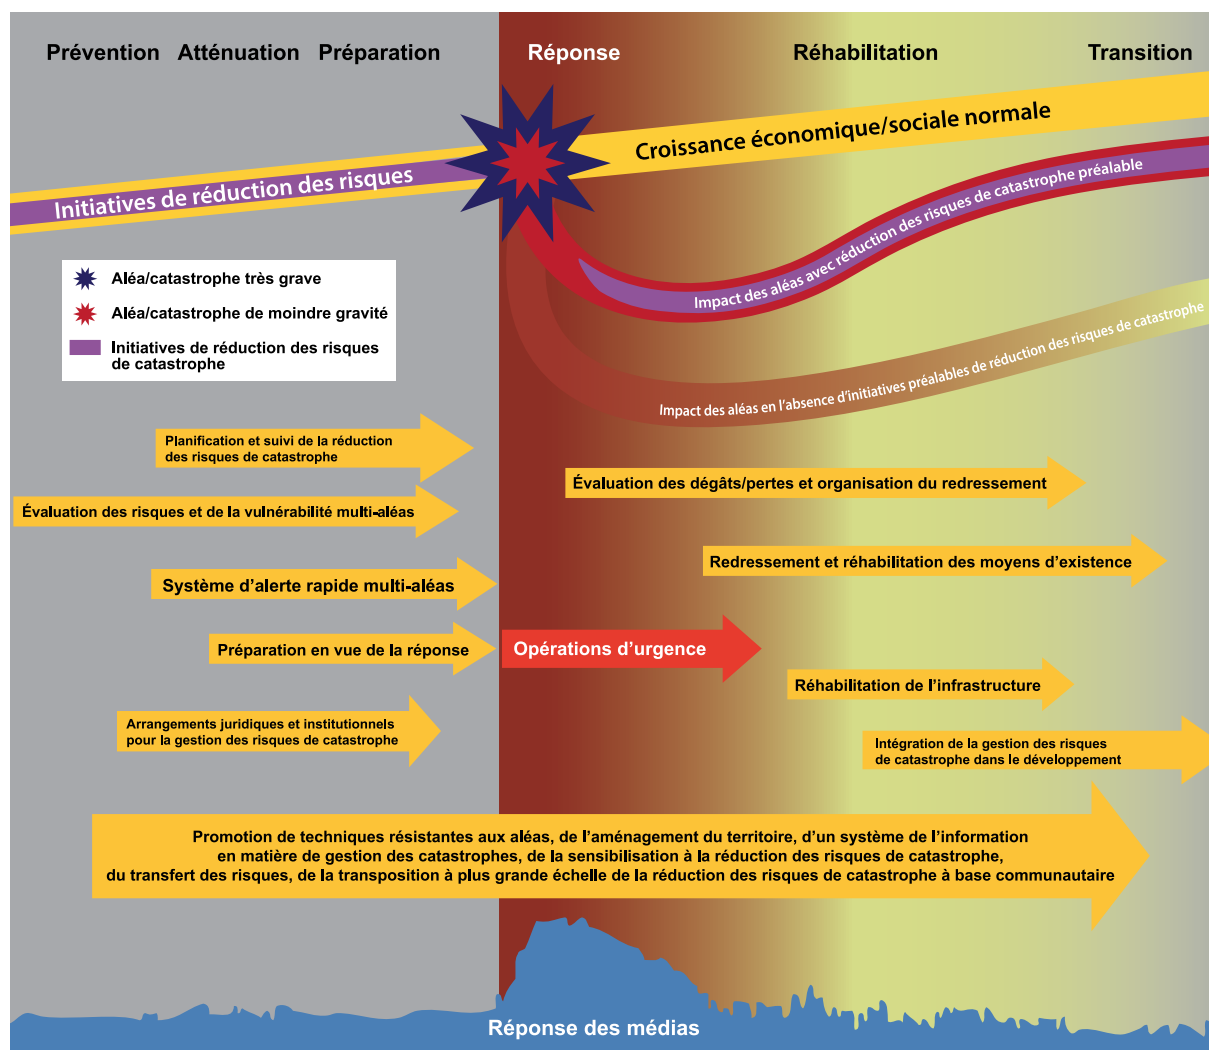 Prévention Atténuation Préparation Réponse Réhabilitation Transition
Croissance économique/sociale normale
Initiatives de réduction des risques
Impact des aléas avec réduction des risques de catastrophe préalable
Impact des aléas en l'absence d'initiatives préalables de réduction des risques de catastrophe
Aléa/catastrophe très grave
Aléa/catastrophe de moindre gravité
Initiatives de réduction des risques
de catastrophe
Planification et suivi de la réduction
des risques de catastrophe
Évaluation des dégâts/pertes et organisation du redressement
Évaluation des risques et de la vulnérabilité multi-aléas
Redressement et réhabilitation des moyens d'existence
Système d'alerte rapide multi-aléas
Préparation en vue de la réponse
Opérations d'urgence
Réhabilitation de l'infrastructure
Arrangements juridiques et institutionnels
pour la gestion des risques de catastrophe
Intégration de la gestion des risques
de catastrophe dans le développement
Promotion de techniques résistantes aux aléas, de l'aménagement du territoire, d'un système de l'information
en matière de gestion des catastrophes, de la sensibilisation à la réduction des risques de catastrophe,
du transfert des risques, de la transposition à plus grande échelle de la réduction des risques de catastrophe à base communautaire
Réponse des médias